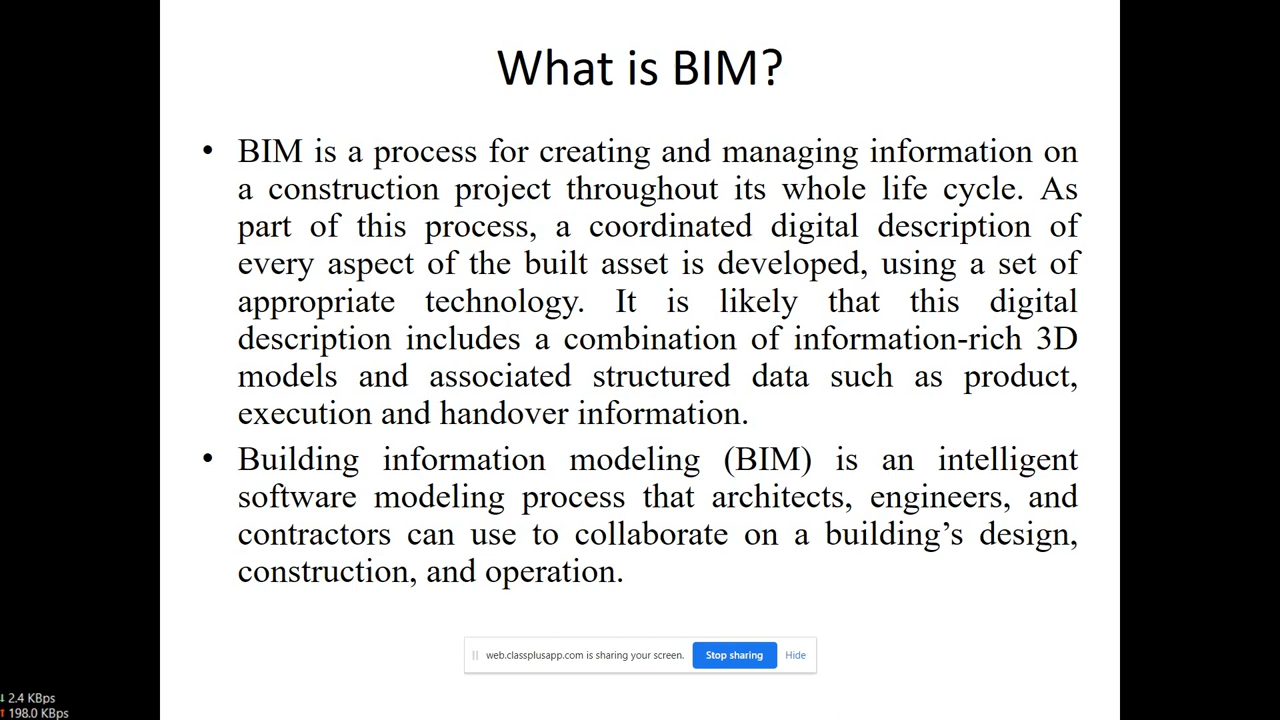 What is BIM?
• BIM is a process for creating and managing information on
a construction project throughout its whole life cycle. As
part of this process, a coordinated digital description of
every aspect of the built asset is developed, using a set of
appropriate technology. It is likely that this digital
description includes a combination of information-rich 3D
models and associated structured data such as product,
execution and handover information.
• Building information modeling (BIM) is an intelligent
software modeling process that architects, engineers, and
contractors can use to collaborate on a building’s design,
construction, and operation.
web.classplusapp.com is sharing your screen. Stop sharing Hide
↓ 2.4 KBps
↑ 198.0 KBps